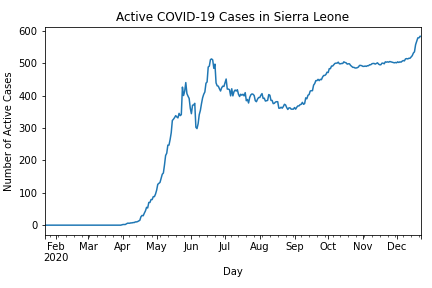 Active COVID-19 Cases in Sierra Leone
Number of Active Cases
600
500
400
300
200
100
0
Feb Mar Apr May Jun Jul Aug Sep Oct Nov Dec
2020
Day